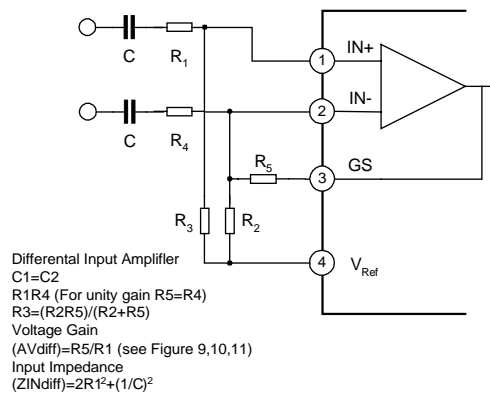 C R1
1 IN+
C R4
2 IN-
R5
3 GS
R3 R2
4 VRef
Differental Input Amplifler
C1=C2
R1R4 (For unity gain R5=R4)
R3=(R2R5)/(R2+R5)
Voltage Gain
(AVdiff)=R5/R1 (see Figure 9,10,11)
Input Impedance
(ZINdiff)=2R1²+(1/C)²